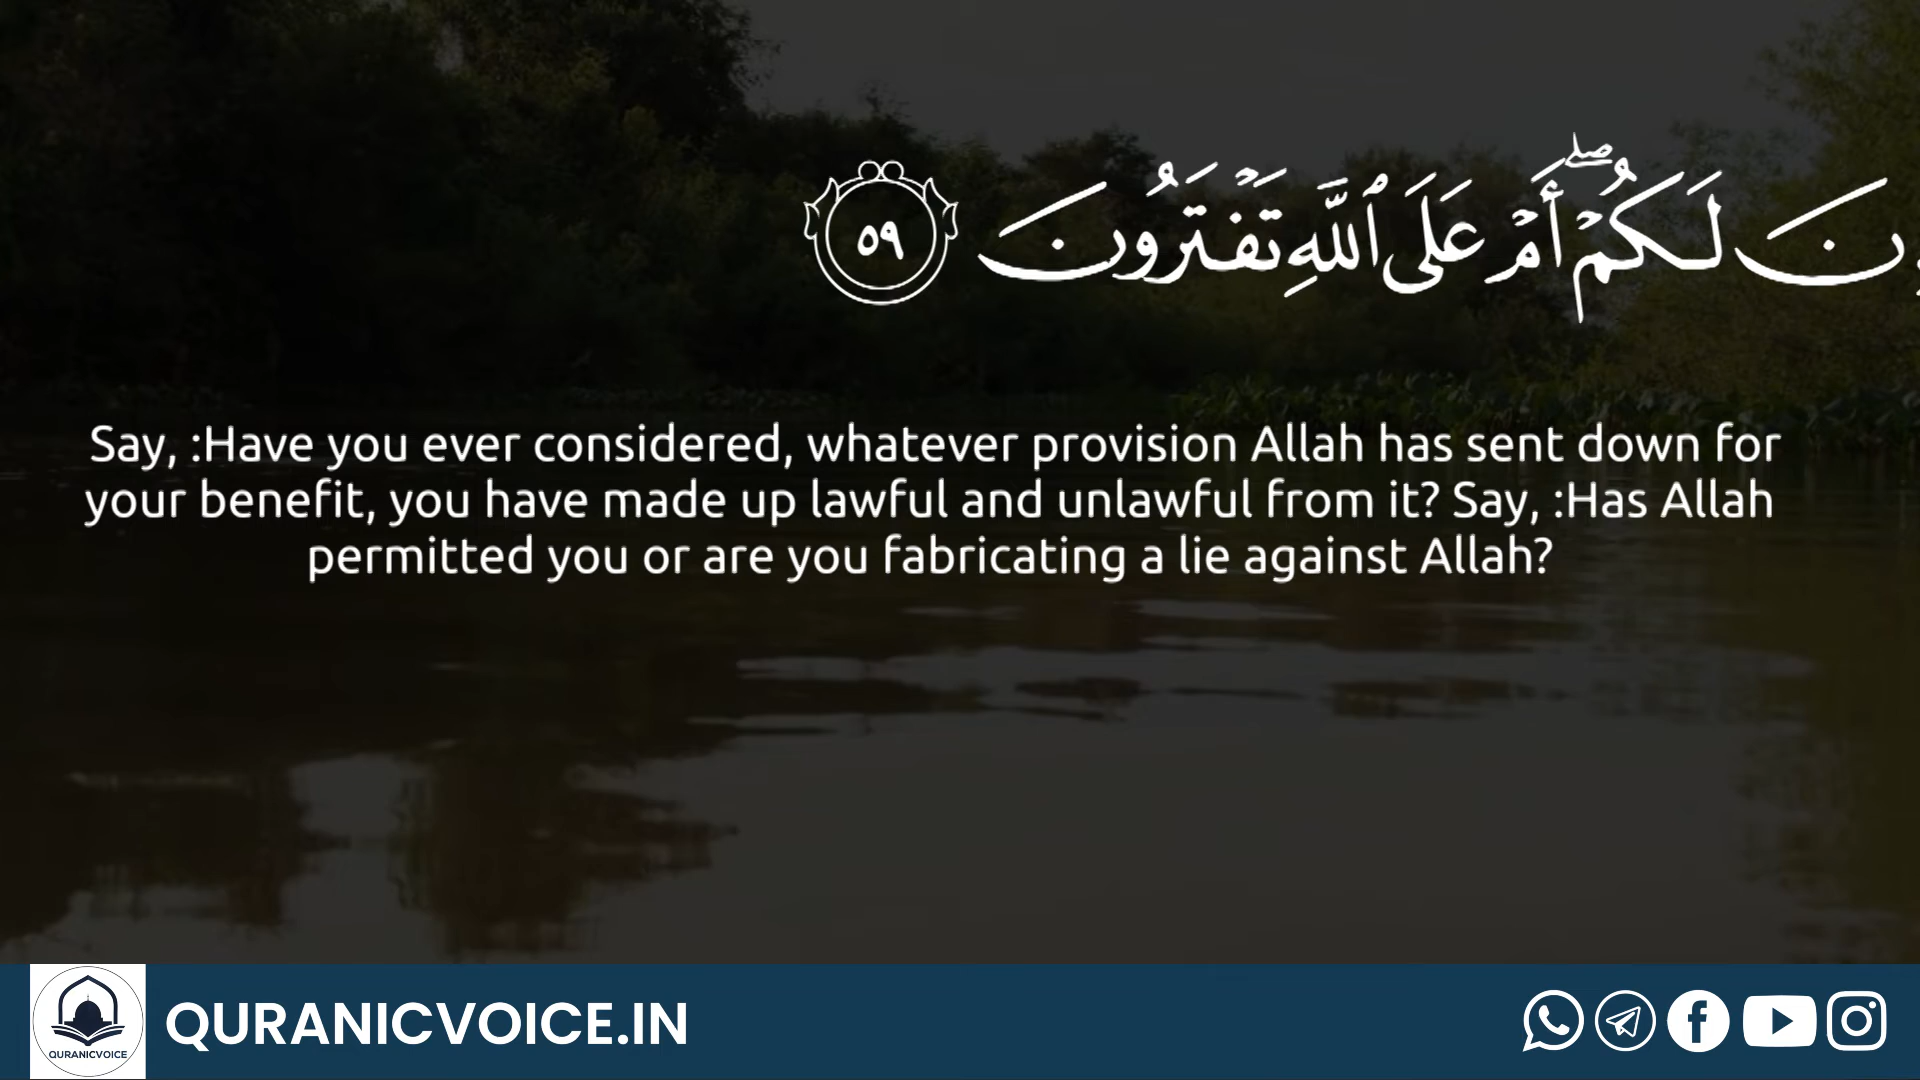 لَكُمۡۖ أَمۡ عَلَى ٱللَّهِ تَفۡتَرُونَ ٥٩
Say, :Have you ever considered, whatever provision Allah has sent down for
your benefit, you have made up lawful and unlawful from it? Say, :Has Allah
permitted you or are you fabricating a lie against Allah?
QURANICVOICE
QURANICVOICE.IN